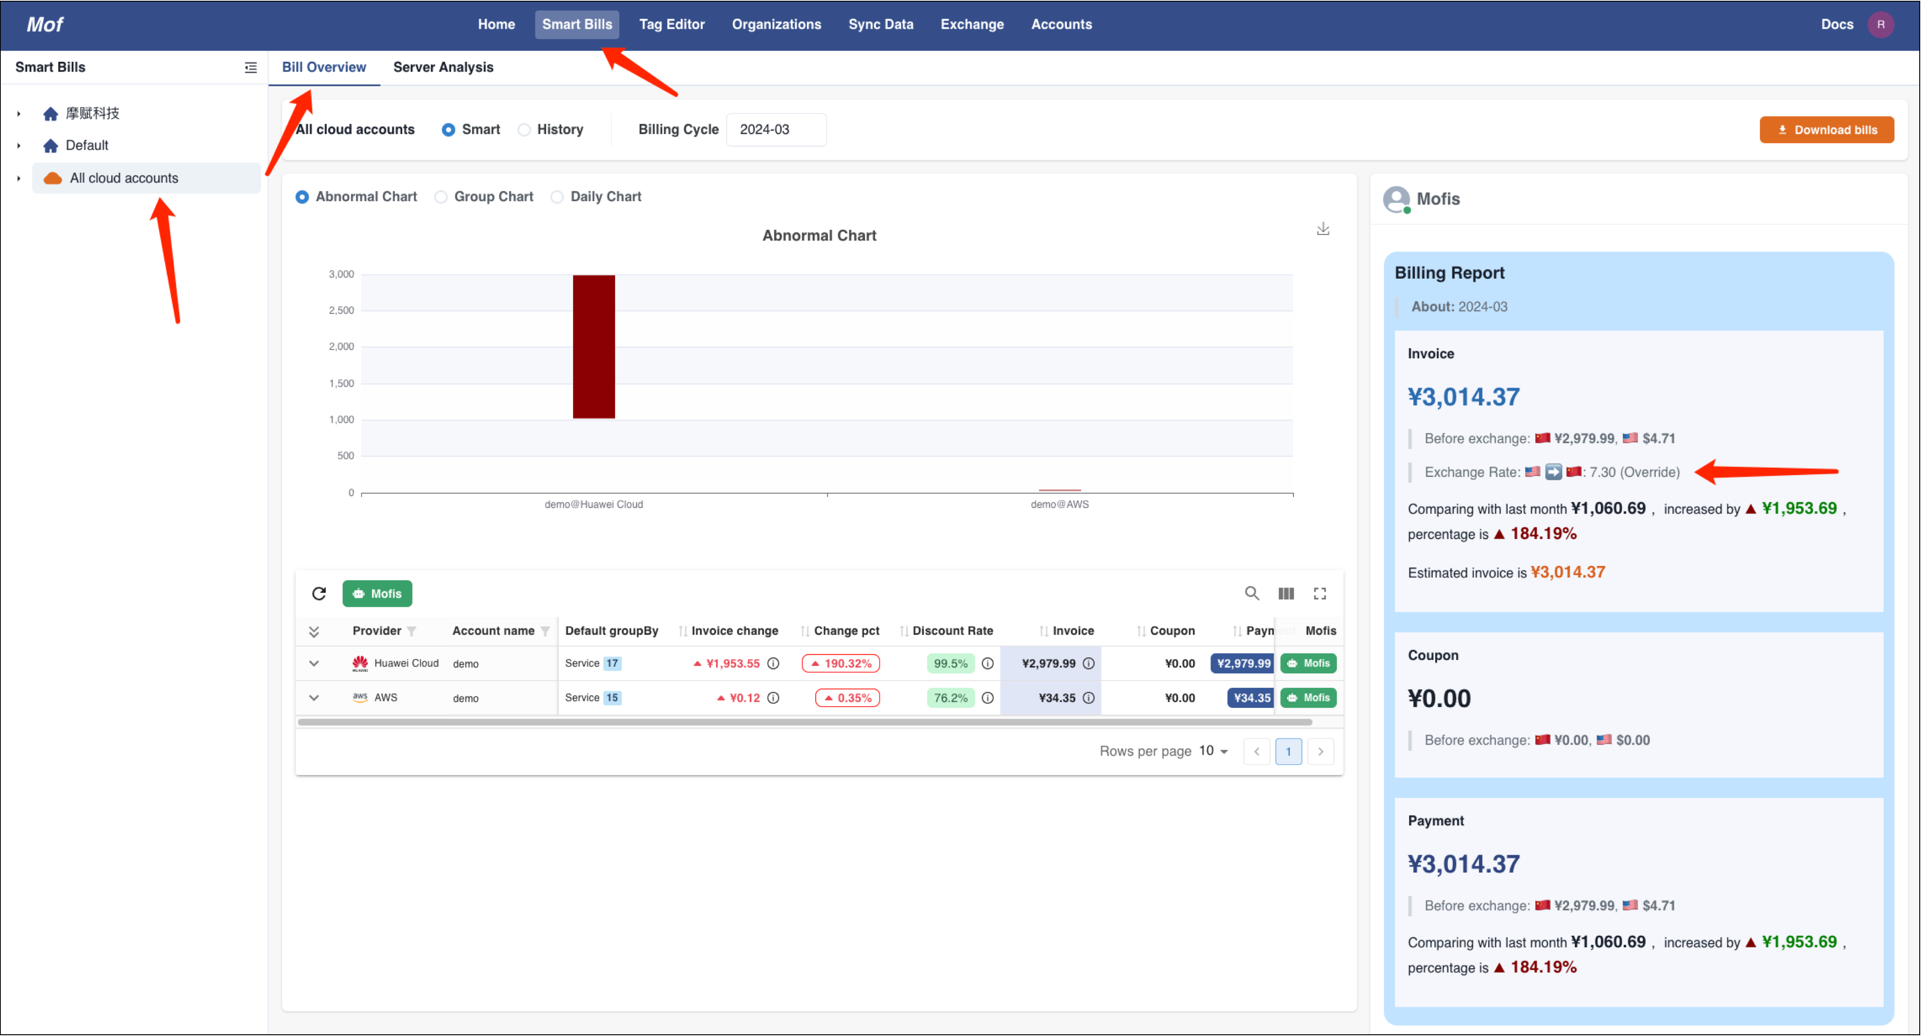 Mof
Home Smart Bills Tag Editor Organizations Sync Data Exchange Accounts
Docs R
Smart Bills
Bill Overview Server Analysis
摩赋科技
Default
All cloud accounts
All cloud accounts Smart History Billing Cycle 2024-03 Download bills
Abnormal Chart Group Chart Daily Chart
Abnormal Chart
3,000
2,500
2,000
1,500
1,000
500
0
demo@Huawei Cloud demo@AWS
Mofis
Provider Account name Default groupBy Invoice change Change pct Discount Rate Invoice Coupon Paym Mofis
Huawei Cloud demo Service 17 ¥1,953.55 190.32% 99.5% ¥2,979.99 ¥0.00 ¥2,979.99 Mofis
aws AWS demo Service 15 ¥0.12 0.35% 76.2% ¥34.35 ¥0.00 ¥34.35 Mofis
Rows per page 10 1
Mofis
Billing Report
About: 2024-03
Invoice
¥3,014.37
Before exchange: 🇨🇳 ¥2,979.99, 🇺🇸 $4.71
Exchange Rate: 🇺🇸 ➡️ 🇨🇳: 7.30 (Override)
Comparing with last month ¥1,060.69 , increased by ▲ ¥1,953.69 ,
percentage is ▲ 184.19%
Estimated invoice is ¥3,014.37
Coupon
¥0.00
Before exchange: 🇨🇳 ¥0.00, 🇺🇸 $0.00
Payment
¥3,014.37
Before exchange: 🇨🇳 ¥2,979.99, 🇺🇸 $4.71
Comparing with last month ¥1,060.69 , increased by ▲ ¥1,953.69 ,
percentage is ▲ 184.19%